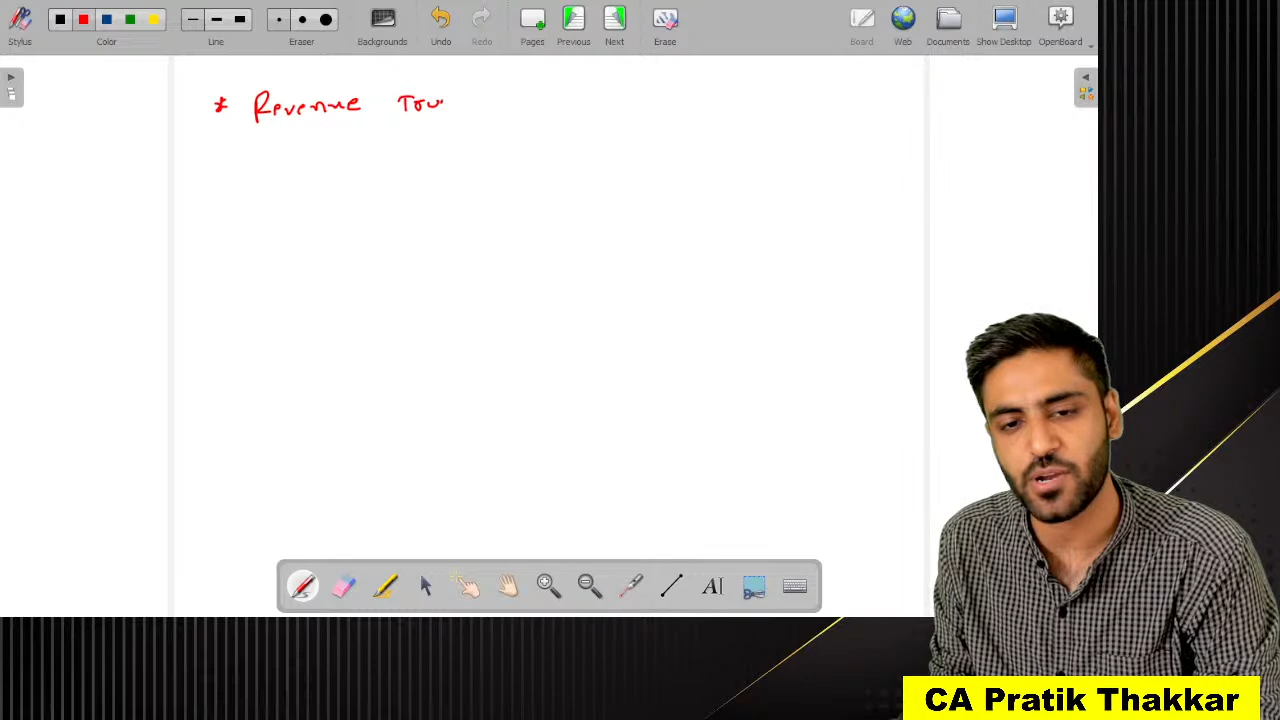 Stylus
Color
Line
Eraser
Backgrounds
Undo
Redo
Pages
Previous
Next
Erase
Board
Web
Documents
Show Desktop
OpenBoard
* Revenue
CA Pratik Thakkar